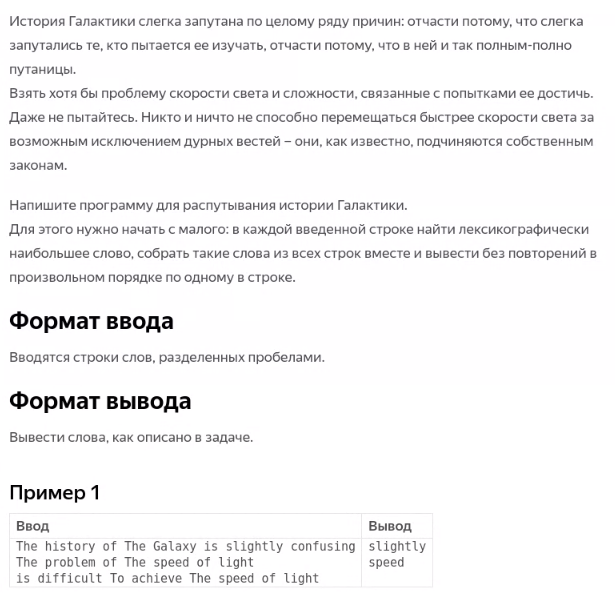 История Галактики слегка запутана по целому ряду причин: отчасти потому, что слегка
запутались те, кто пытается ее изучать, отчасти потому, что в ней и так полным-полно
путаницы.
Взять хотя бы проблему скорости света и сложности, связанные с попытками ее достичь.
Даже не пытайтесь. Никто и ничто не способно перемещаться быстрее скорости света за
возможным исключением дурных вестей – они, как известно, подчиняются собственным
законам.
Напишите программу для распутывания истории Галактики.
Для этого нужно начать с малого: в каждой введенной строке найти лексикографически
наибольшее слово, собрать такие слова из всех строк вместе и вывести без повторений в
произвольном порядке по одному в строке.
Формат ввода
Вводятся строки слов, разделенных пробелами.
Формат вывода
Вывести слова, как описано в задаче.
Пример 1
Ввод Вывод
The history of The Galaxy is slightly confusing slightly
The problem of The speed of light speed
is difficult To achieve The speed of light